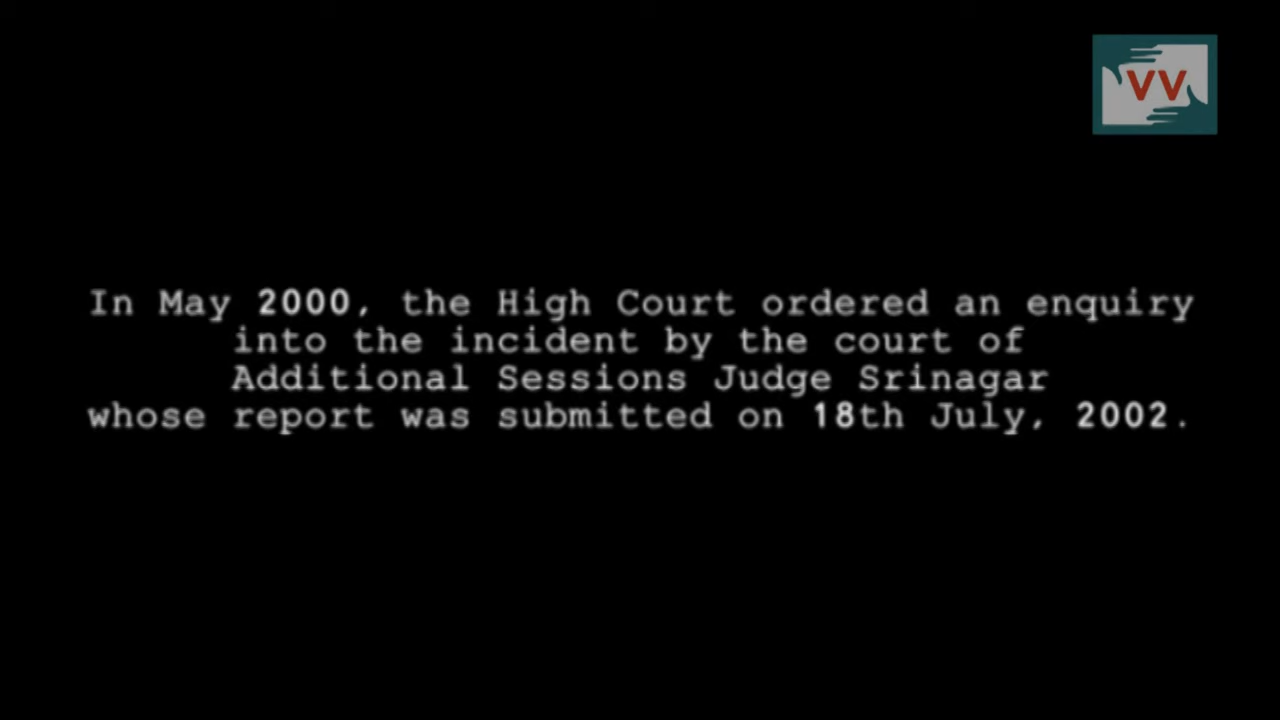 VV
In May 2000, the High Court ordered an enquiry
into the incident by the court of
Additional Sessions Judge Srinagar
whose report was submitted on 18th July, 2002.